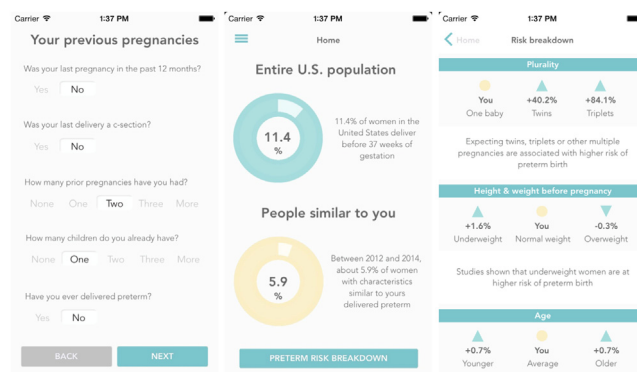 Carrier 1:37 PM
Your previous pregnancies
Was your last pregnancy in the past 12 months?
Yes No
Was your last delivery a c-section?
Yes No
How many prior pregnancies have you had?
None One Two Three More
How many children do you already have?
None One Two Three More
Have you ever delivered preterm?
Yes No
BACK NEXT
Carrier 1:37 PM
Home
Entire U.S. population
11.4
%
11.4% of women in the
United States deliver
before 37 weeks of
gestation
People similar to you
5.9
%
Between 2012 and 2014,
about 5.9% of women
with characteristics
similar to yours
delivered preterm
PRETERM RISK BREAKDOWN
Carrier 1:37 PM
Home Risk breakdown
Plurality
You +40.2% +84.1%
One baby Twins Triplets
Expecting twins, triplets or other multiple
pregnancies are associated with higher risk of
preterm birth
Height & weight before pregnancy
+1.6% You -0.3%
Underweight Normal weight Overweight
Studies shown that underweight women are at
higher risk of preterm birth
Age
+0.7% You +0.7%
Younger Average Older